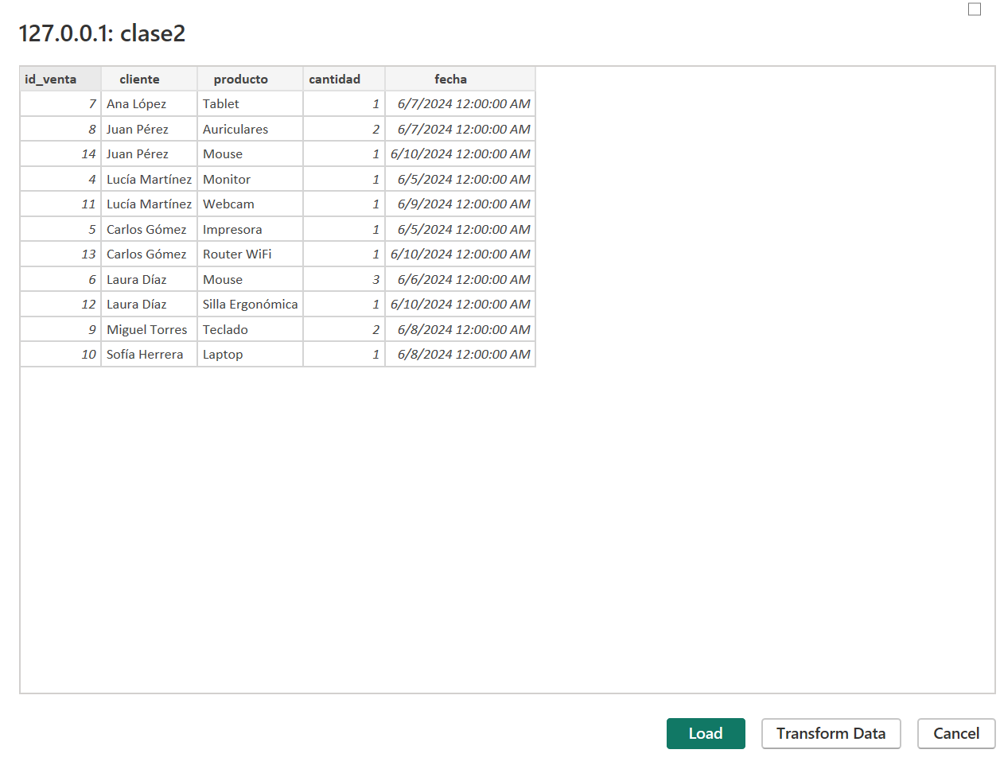 127.0.0.1: clase2
id_venta cliente producto cantidad fecha
7 Ana López Tablet 1 6/7/2024 12:00:00 AM
8 Juan Pérez Auriculares 2 6/7/2024 12:00:00 AM
14 Juan Pérez Mouse 1 6/10/2024 12:00:00 AM
4 Lucía Martínez Monitor 1 6/5/2024 12:00:00 AM
11 Lucía Martínez Webcam 1 6/9/2024 12:00:00 AM
5 Carlos Gómez Impresora 1 6/5/2024 12:00:00 AM
13 Carlos Gómez Router WiFi 1 6/10/2024 12:00:00 AM
6 Laura Díaz Mouse 3 6/6/2024 12:00:00 AM
12 Laura Díaz Silla Ergonómica 1 6/10/2024 12:00:00 AM
9 Miguel Torres Teclado 2 6/8/2024 12:00:00 AM
10 Sofía Herrera Laptop 1 6/8/2024 12:00:00 AM
Load Transform Data Cancel